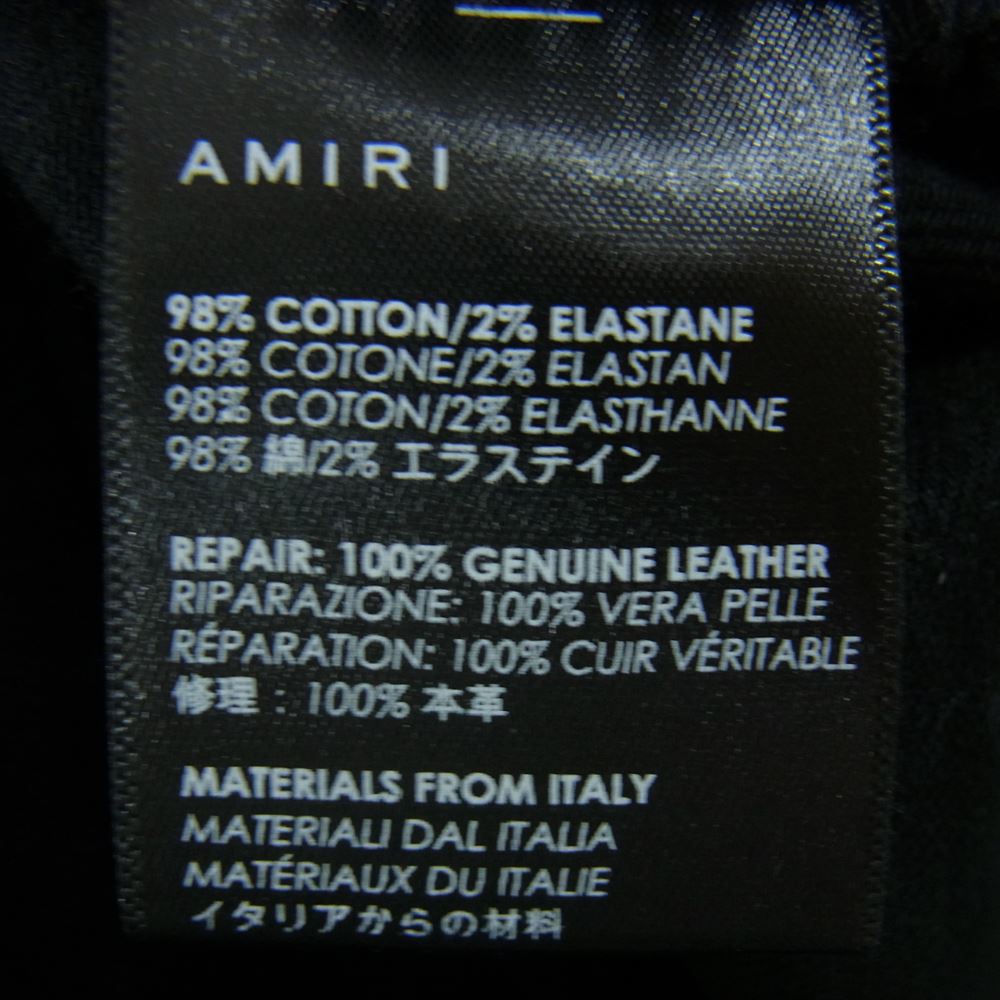 AMIRI
98% COTTON/2% ELASTANE
98% COTONE/2% ELASTAN
98% COTON/2% ELASTHANNE
98% 綿/2% エラステイン
REPAIR: 100% GENUINE LEATHER
RIPARAZIONE: 100% VERA PELLE
RÉPARATION: 100% CUIR VÉRITABLE
修理 : 100% 本革
MATERIALS FROM ITALY
MATERIALI DAL ITALIA
MATÉRIAUX DU ITALIE
イタリアからの材料